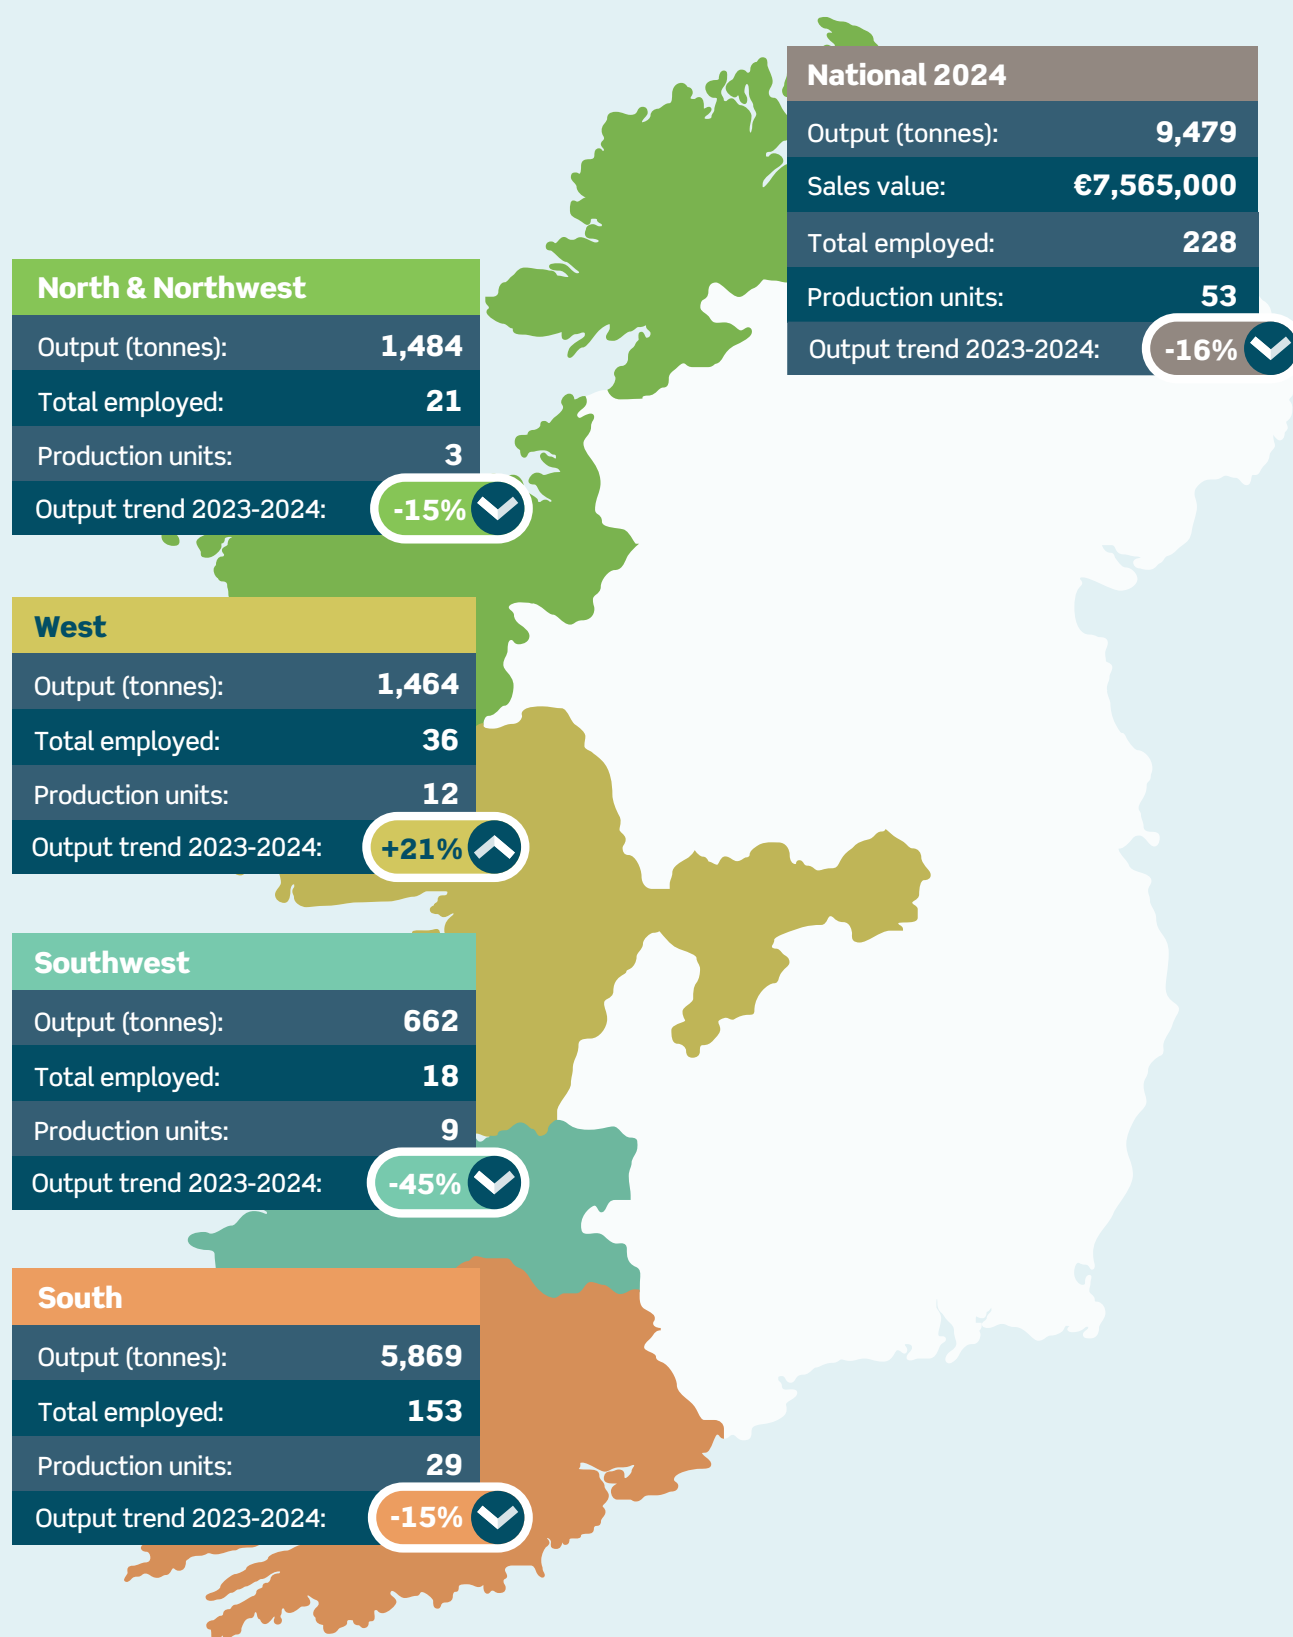 National 2024
Output (tonnes): 9,479
Sales value: €7,565,000
Total employed: 228
Production units: 53
Output trend 2023-2024: -16%
North & Northwest
Output (tonnes): 1,484
Total employed: 21
Production units: 3
Output trend 2023-2024: -15%
West
Output (tonnes): 1,464
Total employed: 36
Production units: 12
Output trend 2023-2024: +21%
Southwest
Output (tonnes): 662
Total employed: 18
Production units: 9
Output trend 2023-2024: -45%
South
Output (tonnes): 5,869
Total employed: 153
Production units: 29
Output trend 2023-2024: -15%